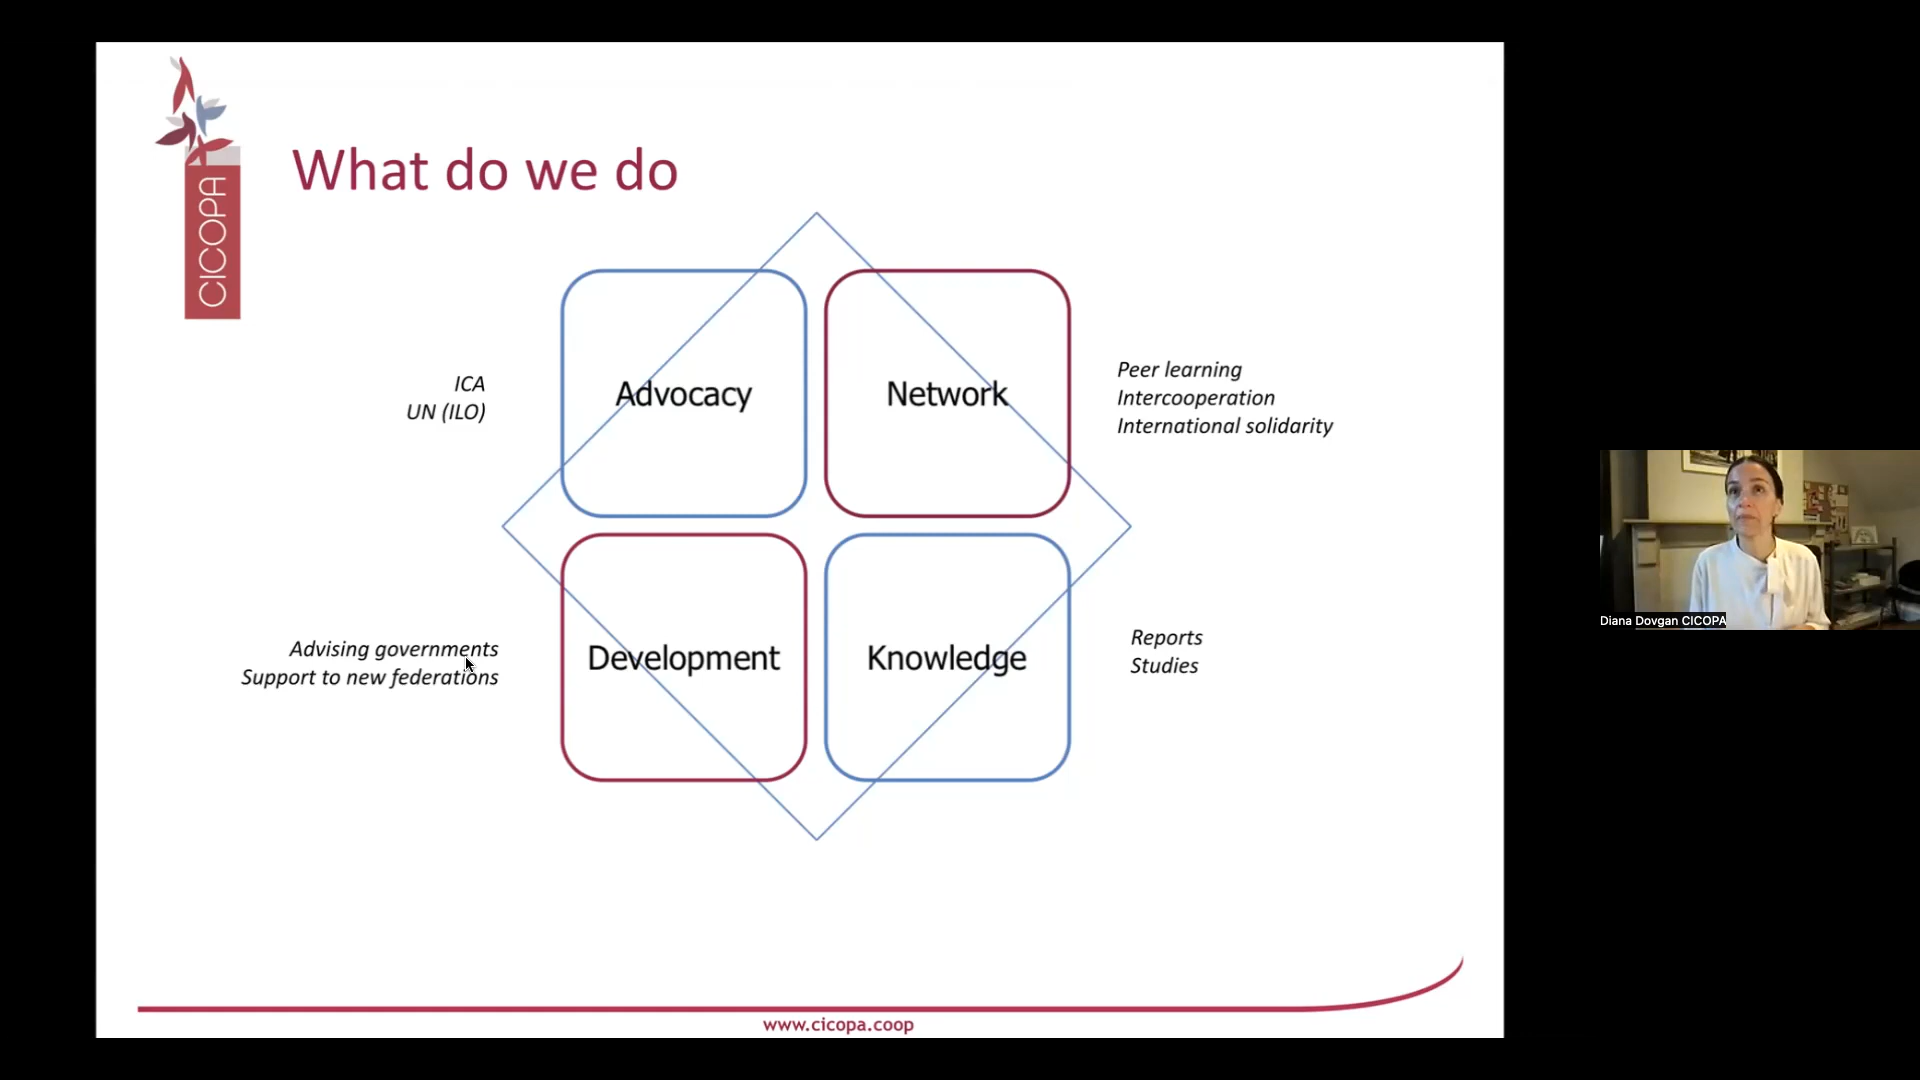 CICOPA
What do we do
ICA
UN (ILO)
Advocacy
Network
Peer learning
Intercooperation
International solidarity
Advising governments
Support to new federations
Development
Knowledge
Reports
Studies
Diana Dovgan CICOPA
www.cicopa.coop